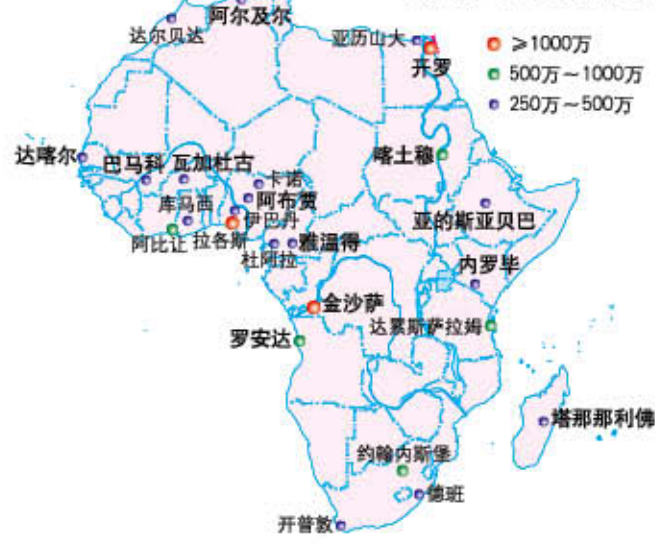 阿尔及尔
达尔贝达
亚历山大
开罗
≥1000万
500万～1000万
250万～500万
达喀尔
巴马科
瓦加杜古
卡诺
喀土穆
阿布贾
库马西
伊巴丹
亚的斯亚贝巴
阿比让
拉各斯
雅温得
杜阿拉
内罗毕
金沙萨
达累斯萨拉姆
罗安达
塔那那利佛
约翰内斯堡
德班
开普敦